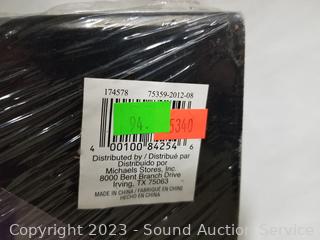 174578 75359-2012-08
94. 5340
4 00100 84254 6
Distributed by / Distribué par
Distribuido por
Michaels Stores, Inc.
8000 Bent Branch Drive
Irving, TX 75063
MADE IN CHINA / FABRIQUÉ EN CHINE
HECHO EN CHINA
Copyright 2023 - Sound Auction Service